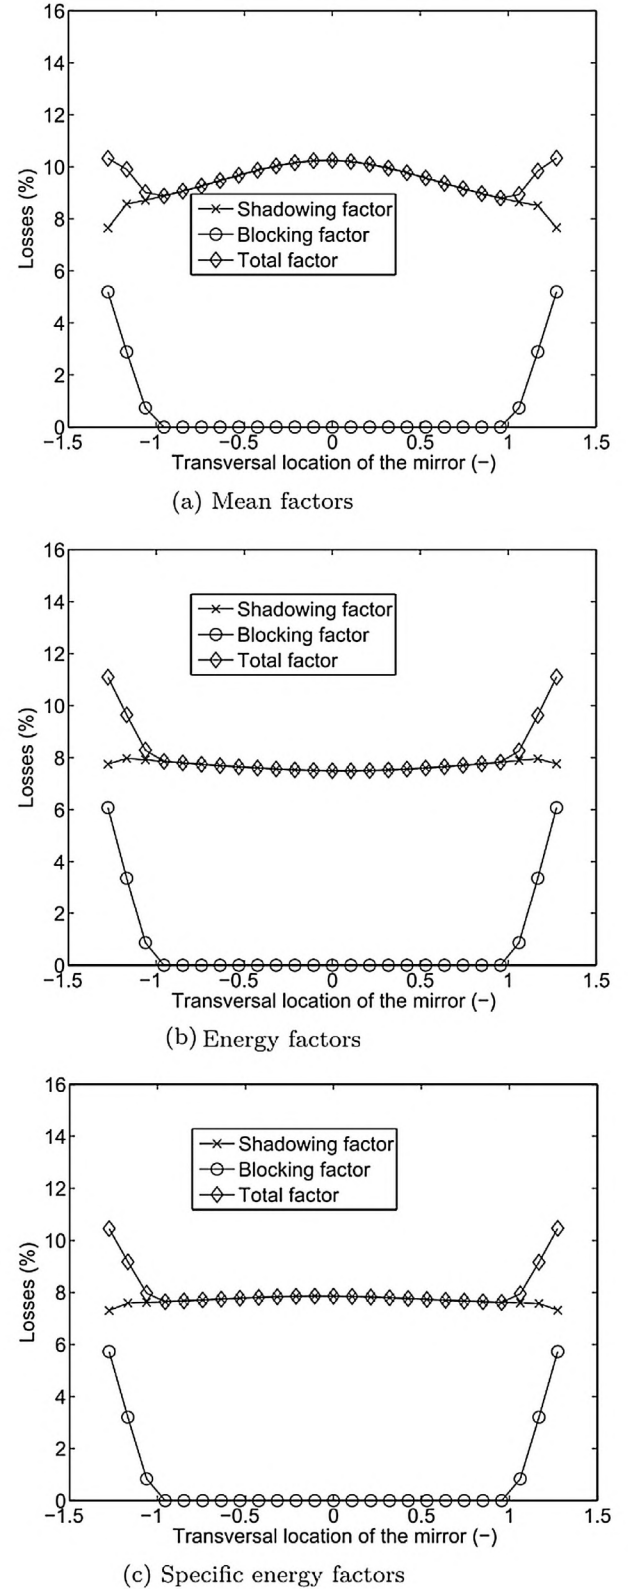 16
14
12
10
8
6
4
2
0
Losses (%)
Shadowing factor
Blocking factor
Total factor
−1.5 −1 −0.5 0 0.5 1 1.5
Transversal location of the mirror (−)
(a) Mean factors
16
14
12
10
8
6
4
2
0
Losses (%)
Shadowing factor
Blocking factor
Total factor
−1.5 −1 −0.5 0 0.5 1 1.5
Transversal location of the mirror (−)
(b) Energy factors
16
14
12
10
8
6
4
2
0
Losses (%)
Shadowing factor
Blocking factor
Total factor
−1.5 −1 −0.5 0 0.5 1 1.5
Transversal location of the mirror (−)
(c) Specific energy factors